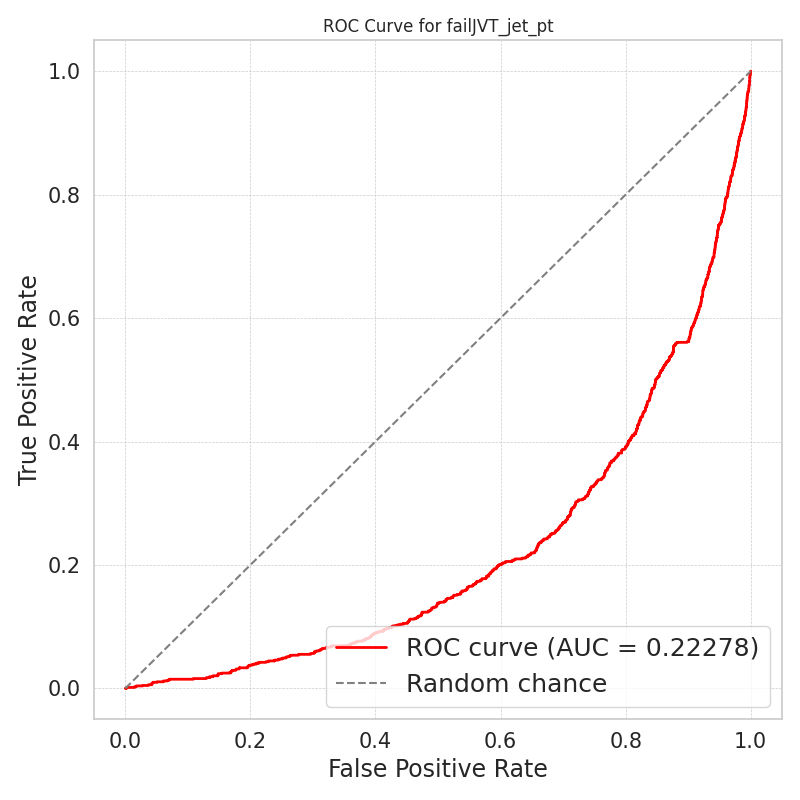 ROC Curve for failJVT_jet_pt
True Positive Rate
1.0
0.8
0.6
0.4
0.2
0.0
ROC curve (AUC = 0.22278)
Random chance
0.0 0.2 0.4 0.6 0.8 1.0
False Positive Rate